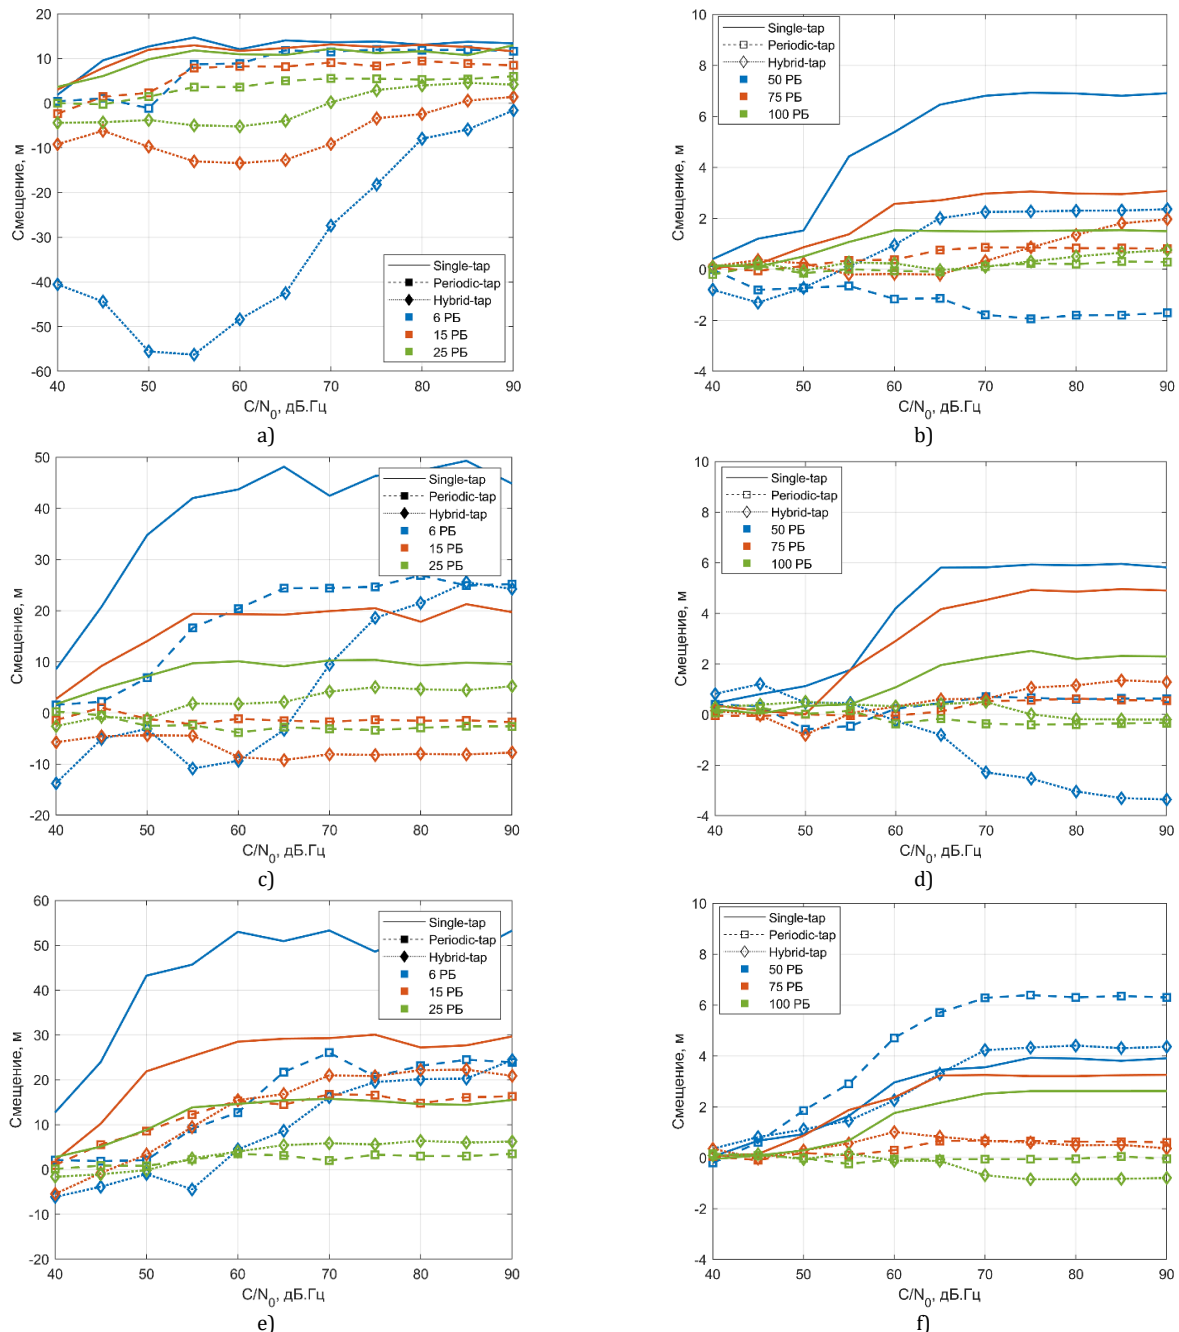 20
10
0
-10
-20
-30
-40
-50
-60
Смещение, м
Single-tap
Periodic-tap
Hybrid-tap
6 РБ
15 РБ
25 РБ
40 50 60 70 80 90
C/N0, дБ.Гц
a)
10
8
6
4
2
0
-2
-4
Смещение, м
Single-tap
Periodic-tap
Hybrid-tap
50 РБ
75 РБ
100 РБ
40 50 60 70 80 90
C/N0, дБ.Гц
b)
50
40
30
20
10
0
-10
-20
Смещение, м
Single-tap
Periodic-tap
Hybrid-tap
6 РБ
15 РБ
25 РБ
40 50 60 70 80 90
C/N0, дБ.Гц
c)
10
8
6
4
2
0
-2
-4
Смещение, м
Single-tap
Periodic-tap
Hybrid-tap
50 РБ
75 РБ
100 РБ
40 50 60 70 80 90
C/N0, дБ.Гц
d)
60
50
40
30
20
10
0
-10
-20
Смещение, м
Single-tap
Periodic-tap
Hybrid-tap
6 РБ
15 РБ
25 РБ
40 50 60 70 80 90
C/N0, дБ.Гц
e)
10
8
6
4
2
0
-2
-4
Смещение, м
Single-tap
Periodic-tap
Hybrid-tap
50 РБ
75 РБ
100 РБ
40 50 60 70 80 90
C/N0, дБ.Гц
f)